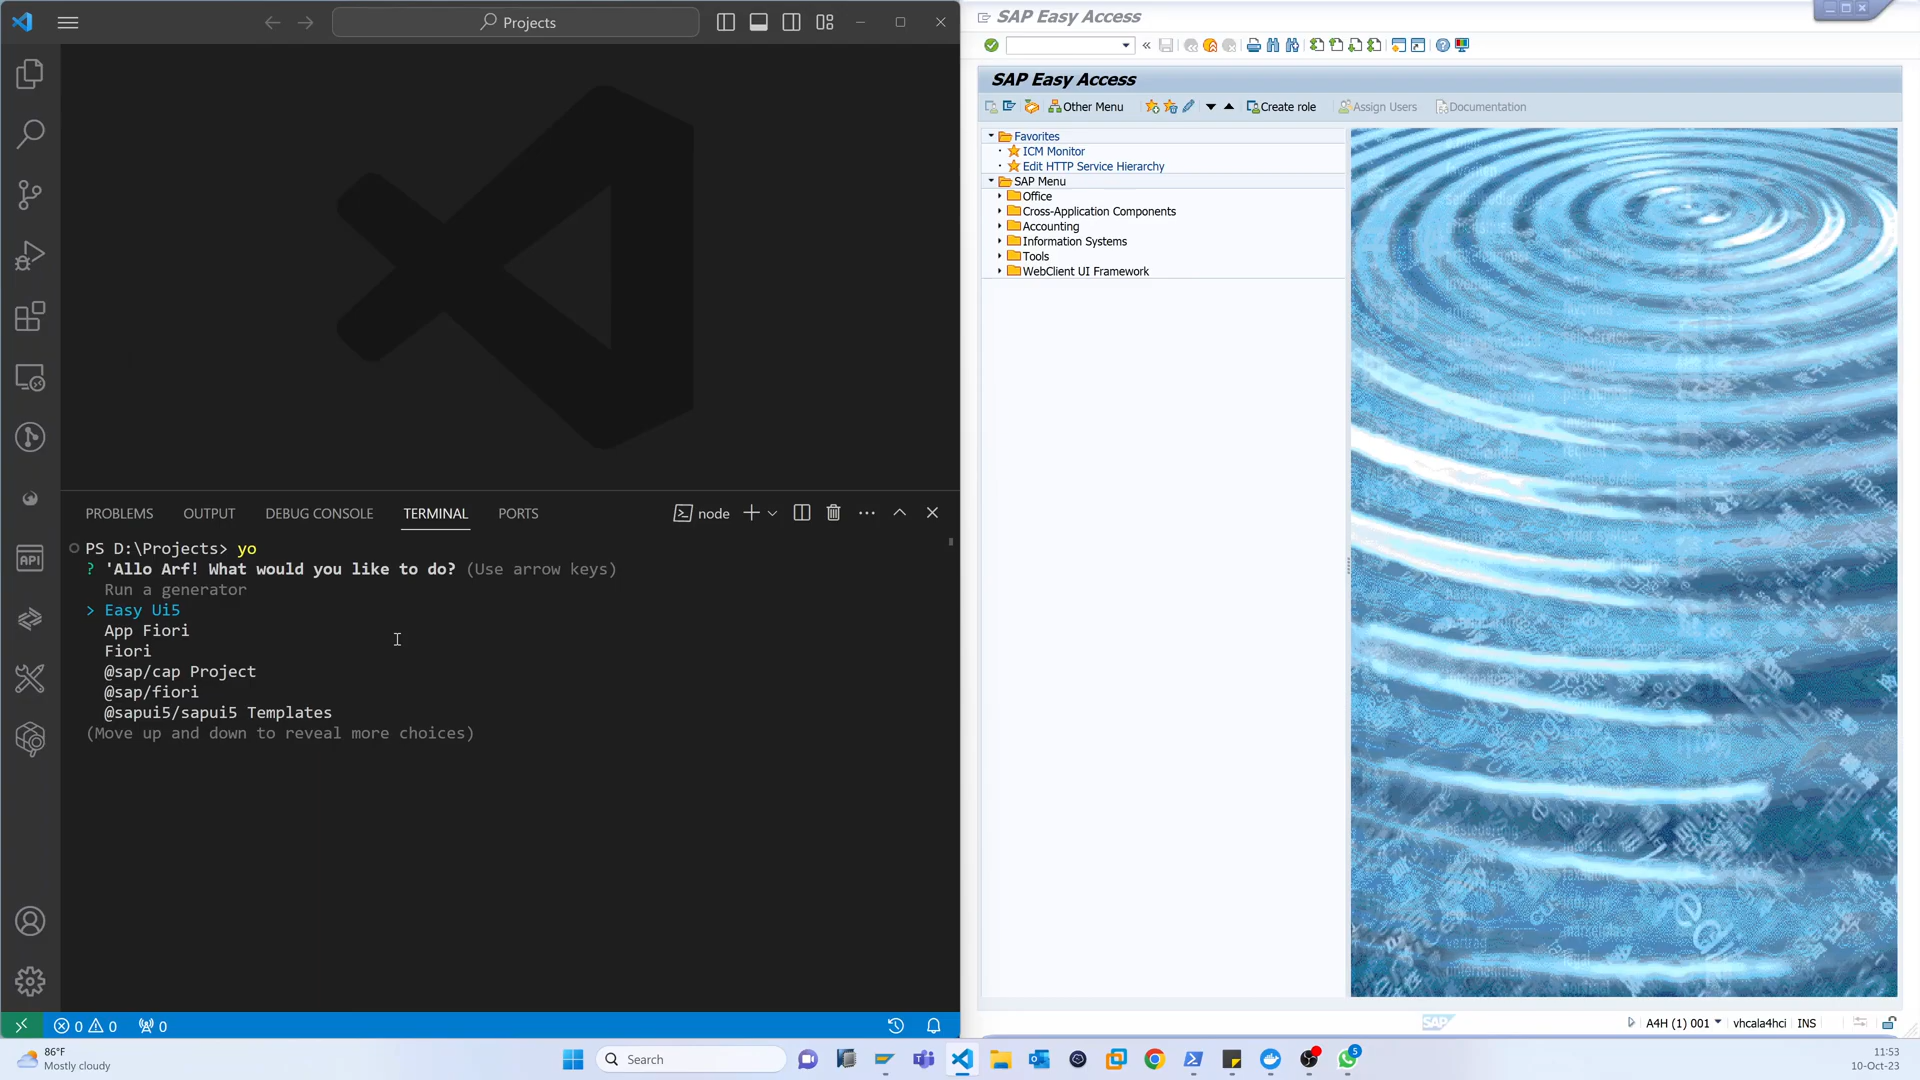 Projects
PROBLEMS
OUTPUT
DEBUG CONSOLE
TERMINAL
PORTS
node
PS D:\Projects> yo
? 'Allo Arf! What would you like to do? (Use arrow keys)
Run a generator
> Easy Ui5
App Fiori
Fiori
@sap/cap Project
@sap/fiori
@sapui5/sapui5 Templates
(Move up and down to reveal more choices)
API
0 0 0
SAP Easy Access
SAP Easy Access
Other Menu
Create role
Assign Users
Documentation
Favorites
ICM Monitor
Edit HTTP Service Hierarchy
SAP Menu
Office
Cross-Application Components
Accounting
Information Systems
Tools
WebClient UI Framework
SAP
A4H (1) 001
vhcala4hci
INS
86°F
Mostly cloudy
Search
5
11:53
10-Oct-23